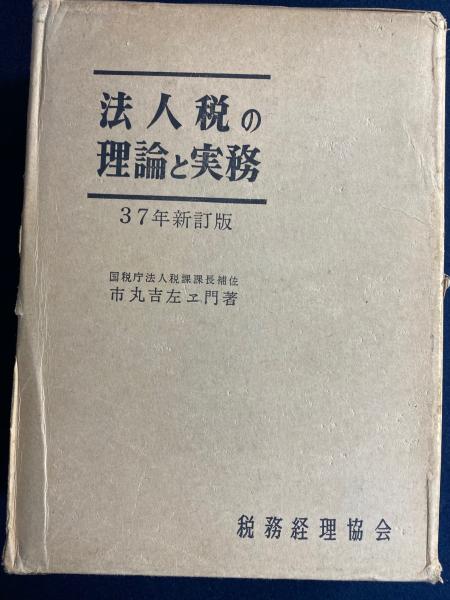 法人税の
理論と実務
37年新訂版
国税庁法人税課課長補佐
市丸吉左ヱ門著
税務経理協会